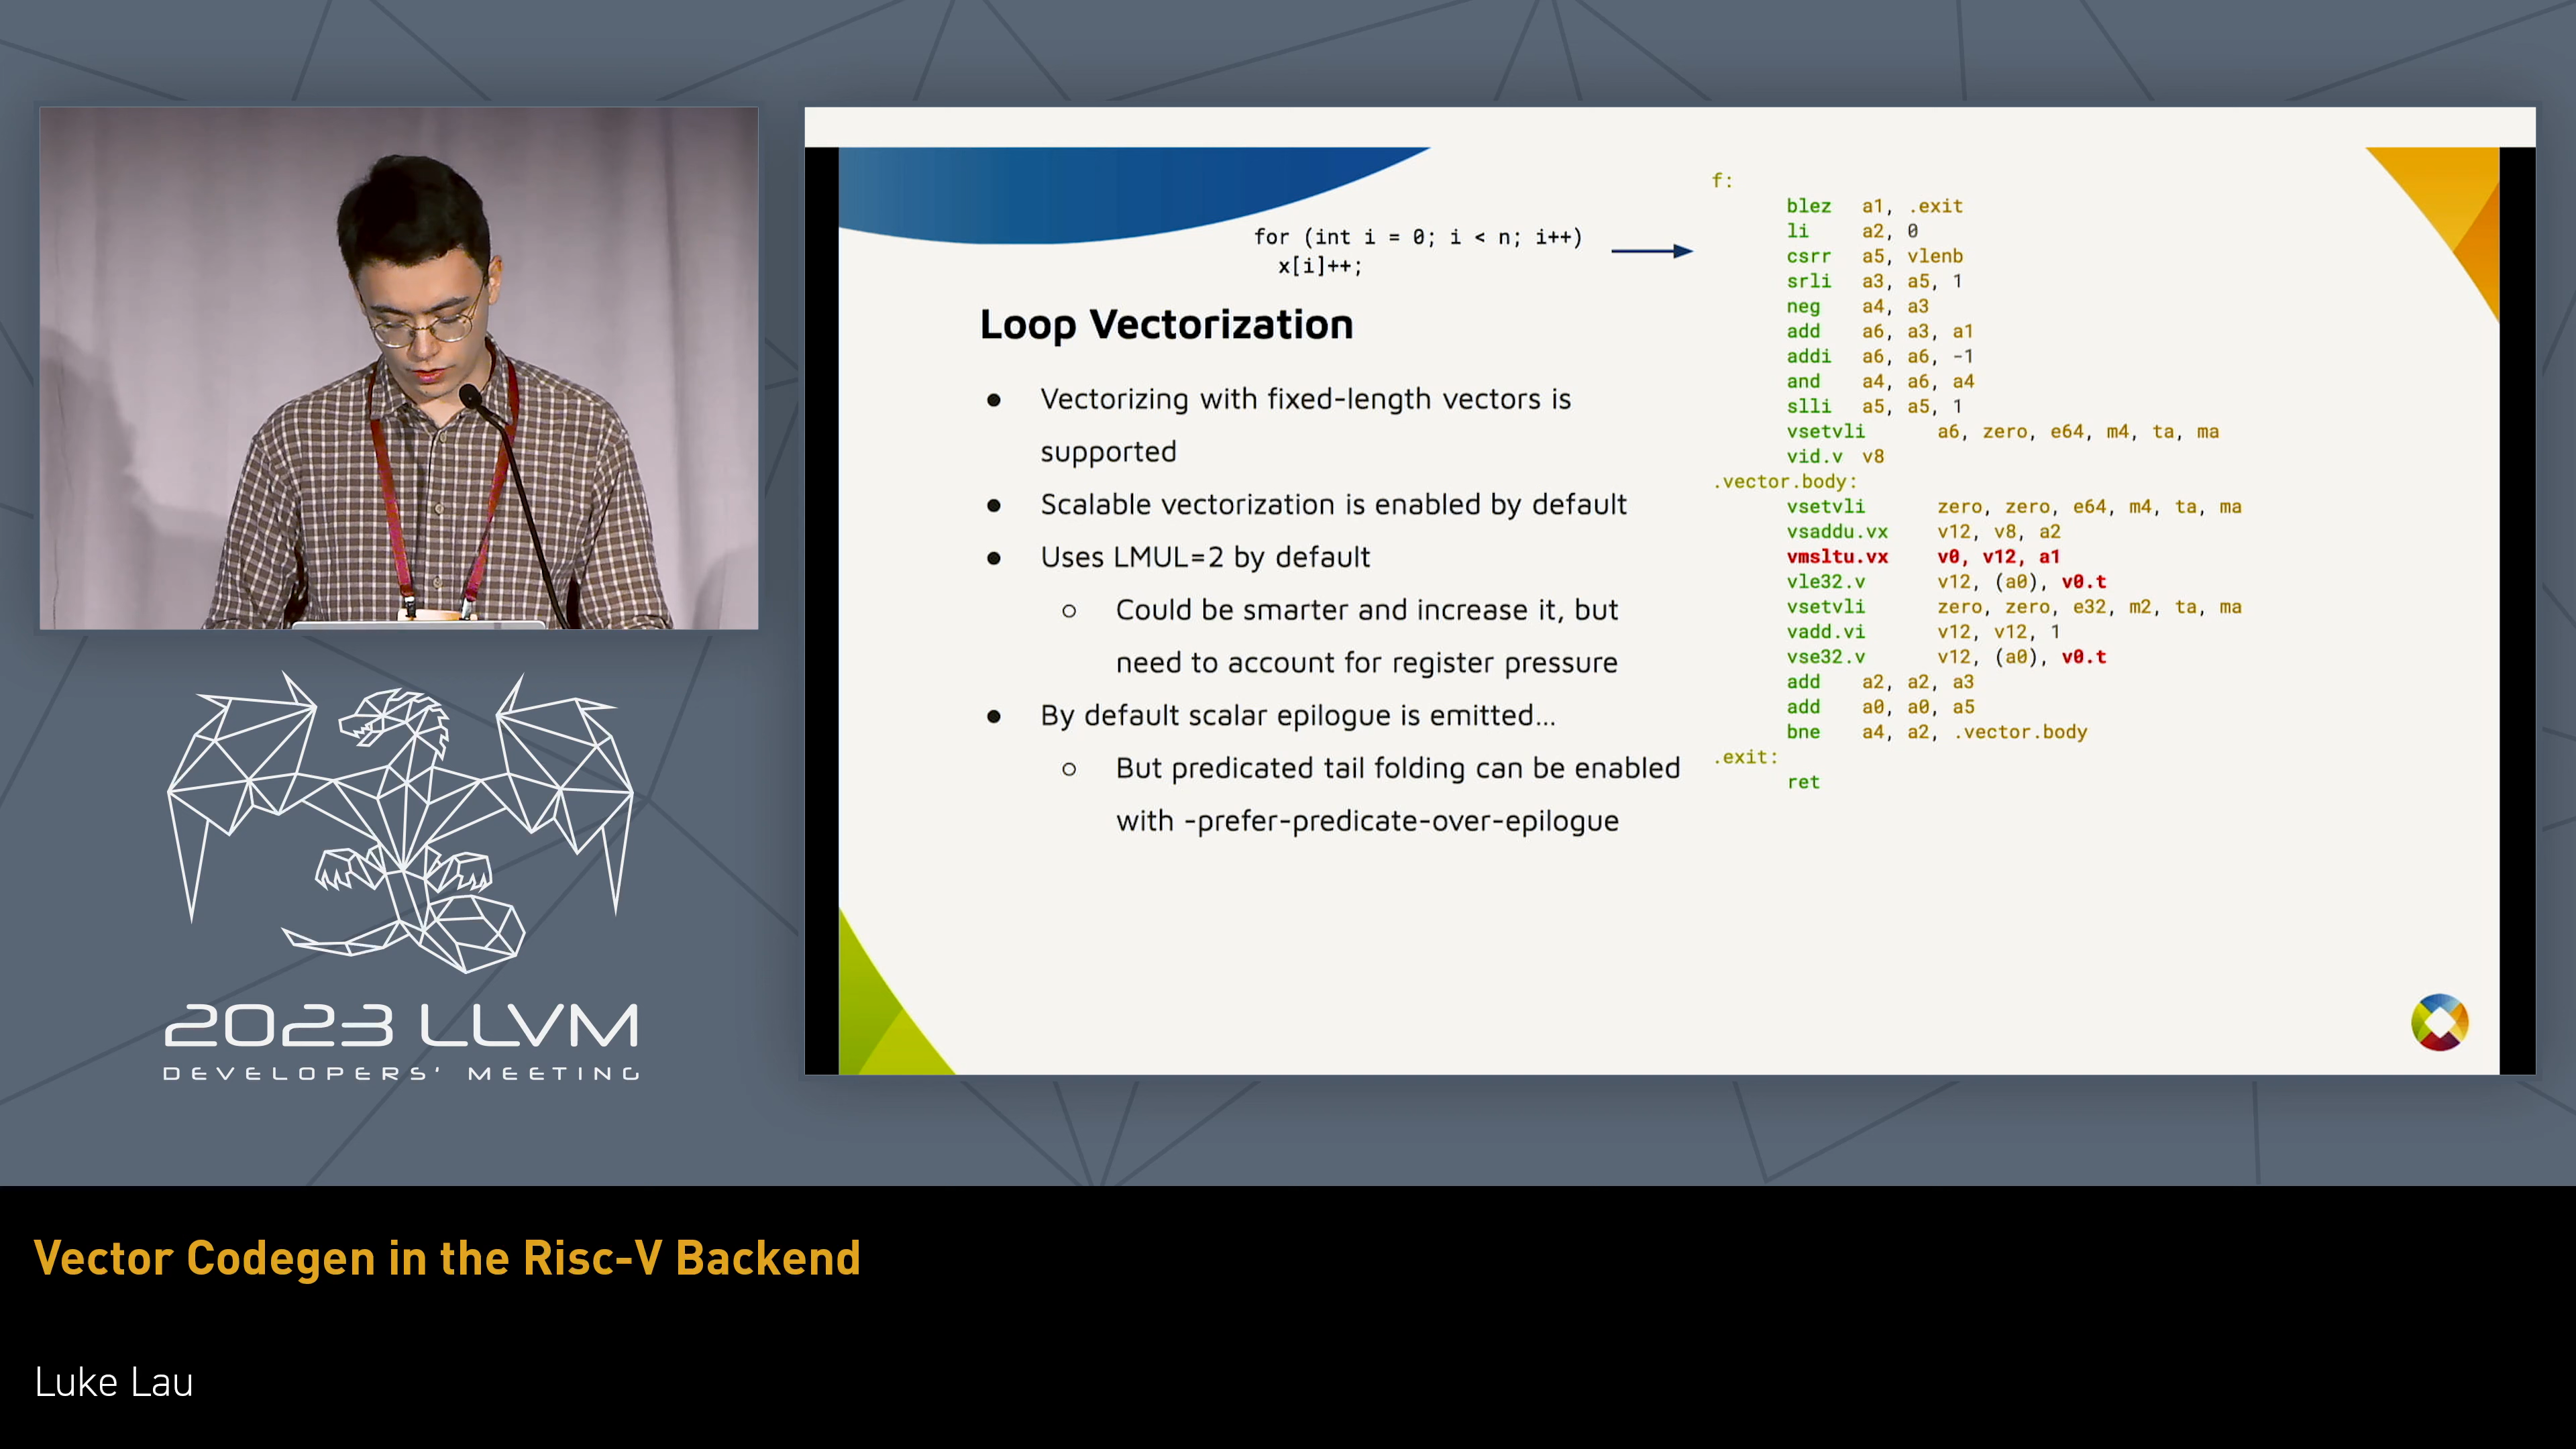 for (int i = 0; i < n; i++)
x[i]++;
Loop Vectorization
● Vectorizing with fixed-length vectors is
supported
● Scalable vectorization is enabled by default
● Uses LMUL=2 by default
○ Could be smarter and increase it, but
need to account for register pressure
● By default scalar epilogue is emitted...
○ But predicated tail folding can be enabled
with -prefer-predicate-over-epilogue
f:
blez a1, .exit
li a2, 0
csrr a5, vlenb
srli a3, a5, 1
neg a4, a3
add a6, a3, a1
addi a6, a6, -1
and a4, a6, a4
slli a5, a5, 1
vsetvli a6, zero, e64, m4, ta, ma
vid.v v8
.vector.body:
vsetvli zero, zero, e64, m4, ta, ma
vsaddu.vx v12, v8, a2
vmsltu.vx v0, v12, a1
vle32.v v12, (a0), v0.t
vsetvli zero, zero, e32, m2, ta, ma
vadd.vi v12, v12, 1
vse32.v v12, (a0), v0.t
add a2, a2, a3
add a0, a0, a5
bne a4, a2, .vector.body
.exit:
ret
2023 LLVM
DEVELOPERS' MEETING
Vector Codegen in the Risc-V Backend
Luke Lau